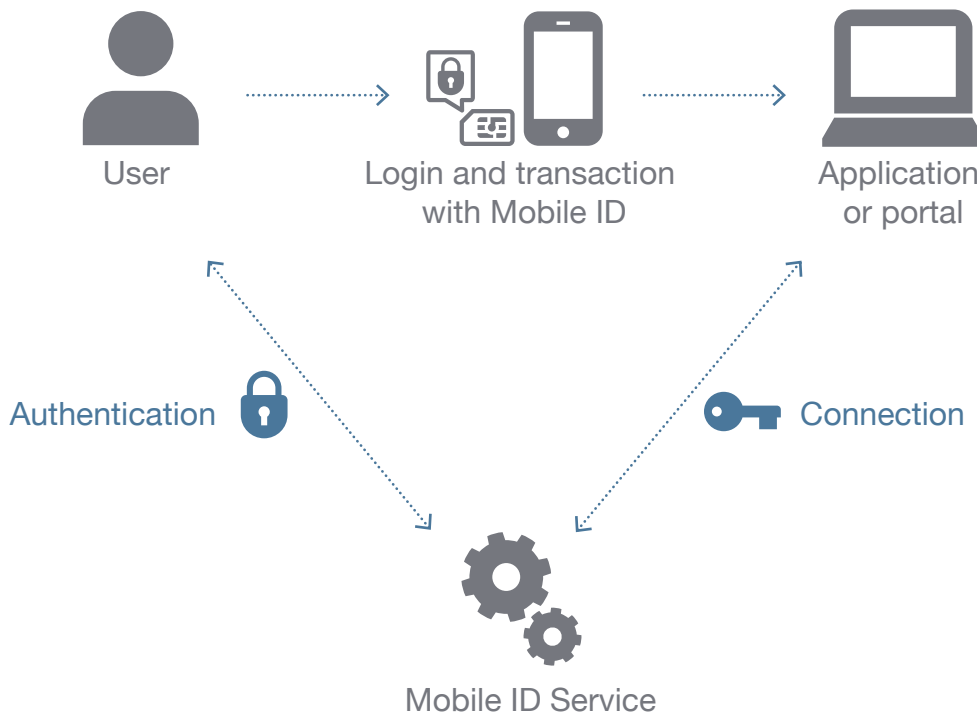 User
Login and transaction
with Mobile ID
Application
or portal
Authentication
Connection
Mobile ID Service